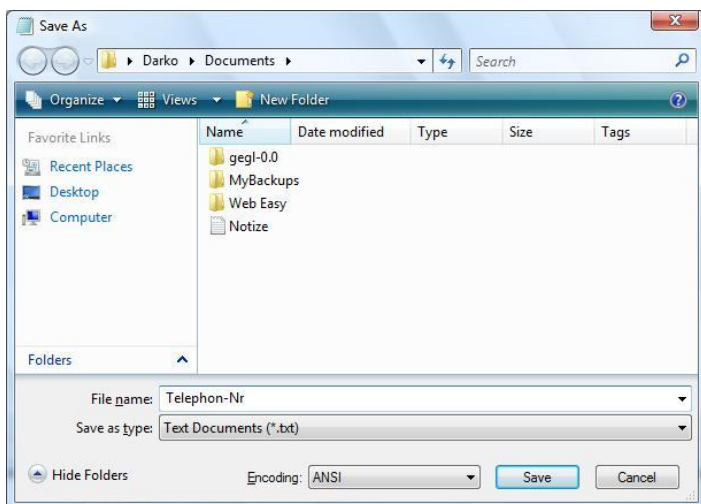 Save As
Darko Documents Search
Organize Views New Folder
Favorite Links
Name Date modified Type Size Tags
Recent Places
Desktop
Computer
gegl-0.0
MyBackups
Web Easy
Notize
Folders
File name: Telephon-Nr
Save as type: Text Documents (*.txt)
Hide Folders Encoding: ANSI Save Cancel